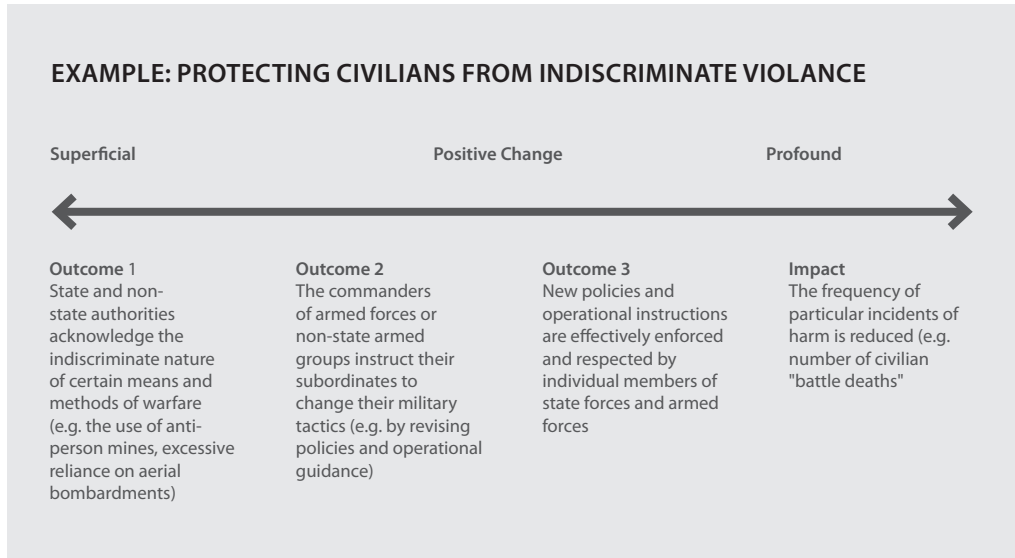 EXAMPLE: PROTECTING CIVILIANS FROM INDISCRIMINATE VIOLANCE
Superficial
Positive Change
Profound
Outcome 1
State and non-
state authorities
acknowledge the
indiscriminate nature
of certain means and
methods of warfare
(e.g. the use of anti-
person mines, excessive
reliance on aerial
bombardments)
Outcome 2
The commanders
of armed forces or
non-state armed
groups instruct their
subordinates to
change their military
tactics (e.g. by revising
policies and operational
guidance)
Outcome 3
New policies and
operational instructions
are effectively enforced
and respected by
individual members of
state forces and armed
forces
Impact
The frequency of
particular incidents of
harm is reduced (e.g.
number of civilian
"battle deaths"